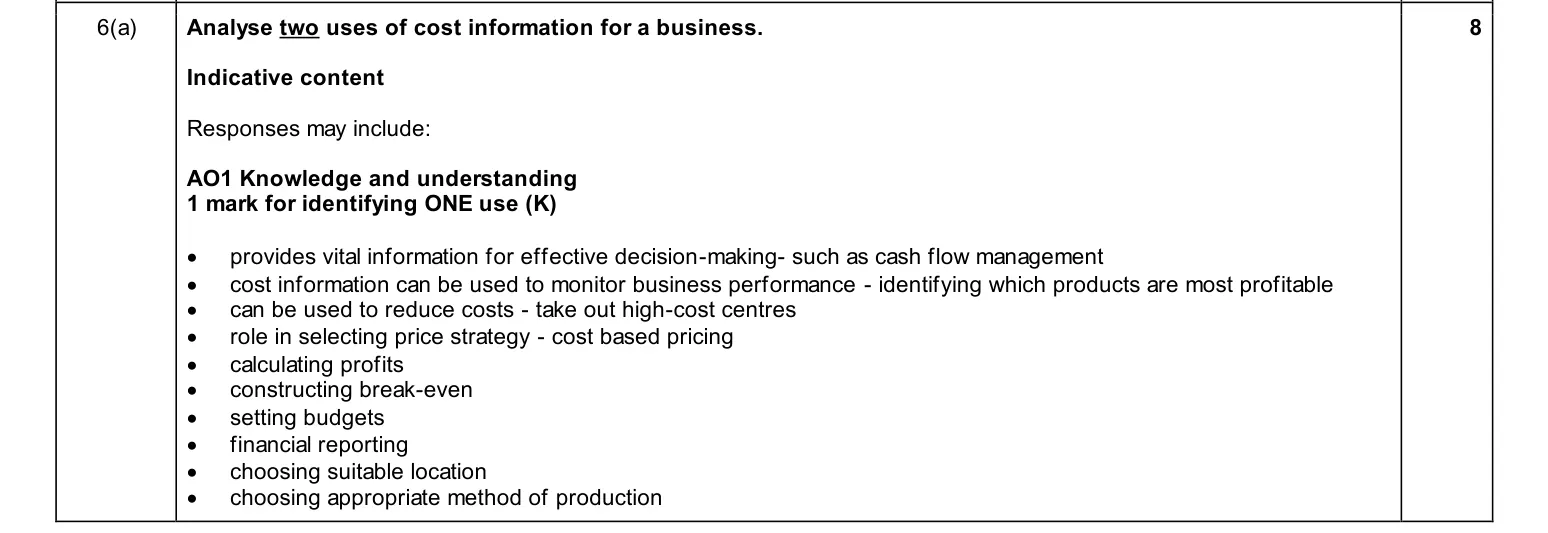 6(a)
Analyse two uses of cost information for a business.
8
Indicative content
Responses may include:
AO1 Knowledge and understanding
1 mark for identifying ONE use (K)
• provides vital information for effective decision-making- such as cash flow management
• cost information can be used to monitor business performance - identifying which products are most profitable
• can be used to reduce costs - take out high-cost centres
• role in selecting price strategy - cost based pricing
• calculating profits
• constructing break-even
• setting budgets
• financial reporting
• choosing suitable location
• choosing appropriate method of production